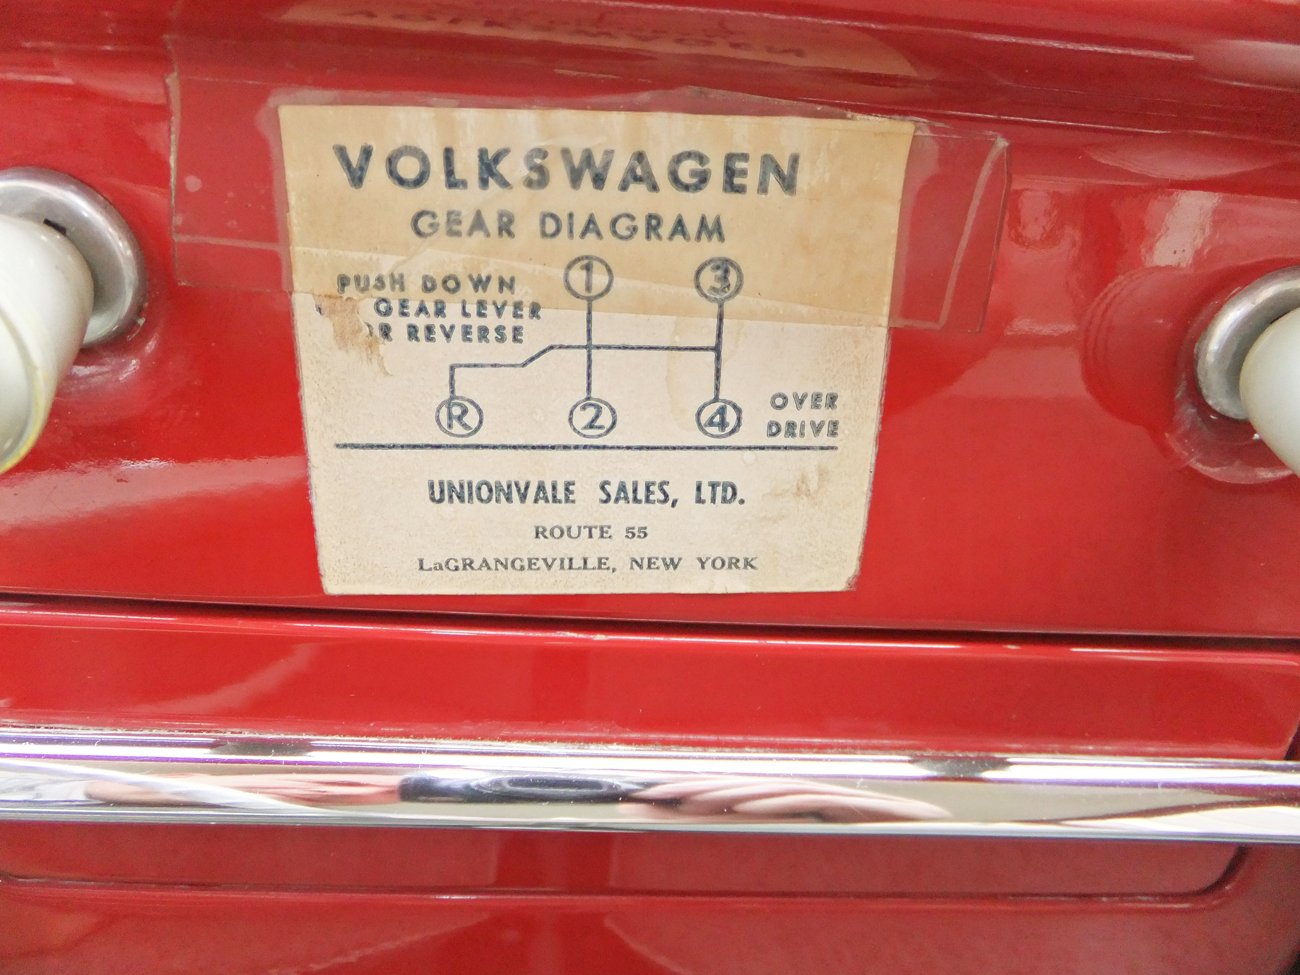 VOLKSWAGEN
GEAR DIAGRAM
PUSH DOWN
GEAR LEVER
REVERSE
1 3
R 2 4
OVER
DRIVE
UNIONVALE SALES, LTD.
ROUTE 55
LaGRANGEVILLE, NEW YORK